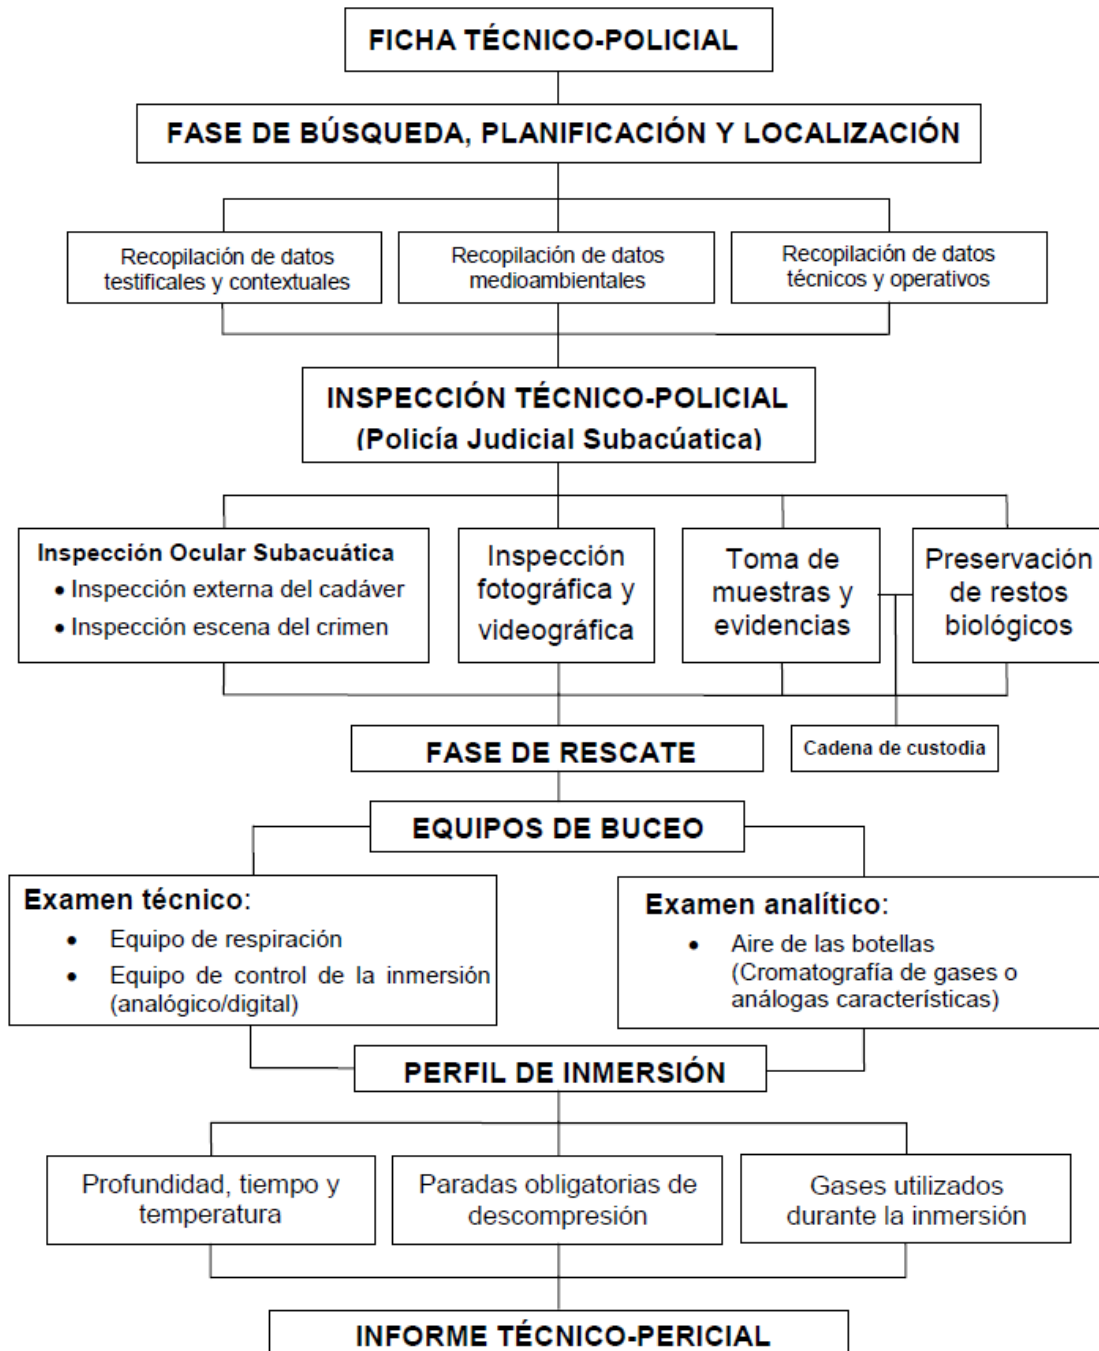 FICHA TÉCNICO-POLICIAL
FASE DE BÚSQUEDA, PLANIFICACIÓN Y LOCALIZACIÓN
Recopilación de datos
testificales y contextuales
Recopilación de datos
medioambientales
Recopilación de datos
técnicos y operativos
INSPECCIÓN TÉCNICO-POLICIAL
(Policía Judicial Subacúatica)
Inspección Ocular Subacuática
• Inspección externa del cadáver
• Inspección escena del crimen
Inspección
fotográfica y
videográfica
Toma de
muestras y
evidencias
Preservación
de restos
biológicos
FASE DE RESCATE
Cadena de custodia
EQUIPOS DE BUCEO
Examen técnico:
• Equipo de respiración
• Equipo de control de la inmersión
(analógico/digital)
Examen analítico:
• Aire de las botellas
(Cromatografía de gases o
análogas características)
PERFIL DE INMERSIÓN
Profundidad, tiempo y
temperatura
Paradas obligatorias de
descompresión
Gases utilizados
durante la inmersión
INFORME TÉCNICO-PERICIAL